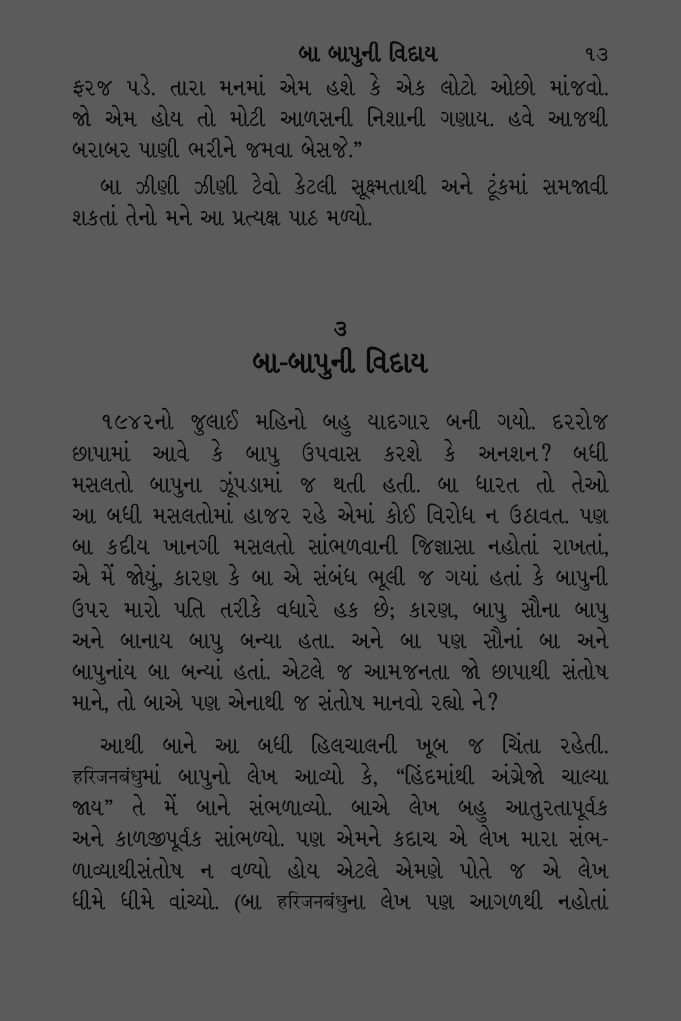 બા બાપુની વિદાય ૧૩
ફરજ પડે. તારા મનમાં એમ હશે કે એક લોટો ઓછો માંજવો.
જો એમ હોય તો મોટી આળસની નિશાની ગણાય. હવે આજથી
બરાબર પાણી ભરીને જમવા બેસજે.”
બા ઝીણી ઝીણી ટેવો કેટલી સૂક્ષ્મતાથી અને ટૂંકમાં સમજાવી
શકતાં તેનો મને આ પ્રત્યક્ષ પાઠ મળ્યો.
૩
બા-બાપુની વિદાય
૧૯૪૨નો જુલાઈ મહિનો બહુ યાદગાર બની ગયો. દરરોજ
છાપામાં આવે કે બાપુ ઉપવાસ કરશે કે અનશન? બધી
મસલતો બાપુના ઝૂંપડામાં જ થતી હતી. બા ધારત તો તેઓ
આ બધી મસલતોમાં હાજર રહે એમાં કોઈ વિરોધ ન ઉઠાવત. પણ
બા કદીય ખાનગી મસલતો સાંભળવાની જિજ્ઞાસા નહોતાં રાખતાં,
એ મેં જોયું, કારણ કે બા એ સંબંધ ભૂલી જ ગયાં હતાં કે બાપુની
ઉપર મારો પતિ તરીકે વધારે હક છે; કારણ, બાપુ સૌના બાપુ
અને બાનાય બાપુ બન્યા હતા. અને બા પણ સૌનાં બા અને
બાપુનાંય બા બન્યાં હતાં. એટલે જ આમજનતા જો છાપાથી સંતોષ
માને, તો બાએ પણ એનાથી જ સંતોષ માનવો રહ્યો ને?
આથી બાને આ બધી હિલચાલની ખૂબ જ ચિંતા રહેતી.
हरिजनबंधुમાં બાપુનો લેખ આવ્યો કે, “હિંદમાંથી અંગ્રેજો ચાલ્યા
જાય” તે મેં બાને સંભળાવ્યો. બાએ લેખ બહુ આતુરતાપૂર્વક
અને કાળજીપૂર્વક સાંભળ્યો. પણ એમને કદાચ એ લેખ મારા સંભ-
ળાવ્યાથીસંતોષ ન વળ્યો હોય એટલે એમણે પોતે જ એ લેખ
ધીમે ધીમે વાંચ્યો. (બા हरिजनबंधुના લેખ પણ આગળથી નહોતાં